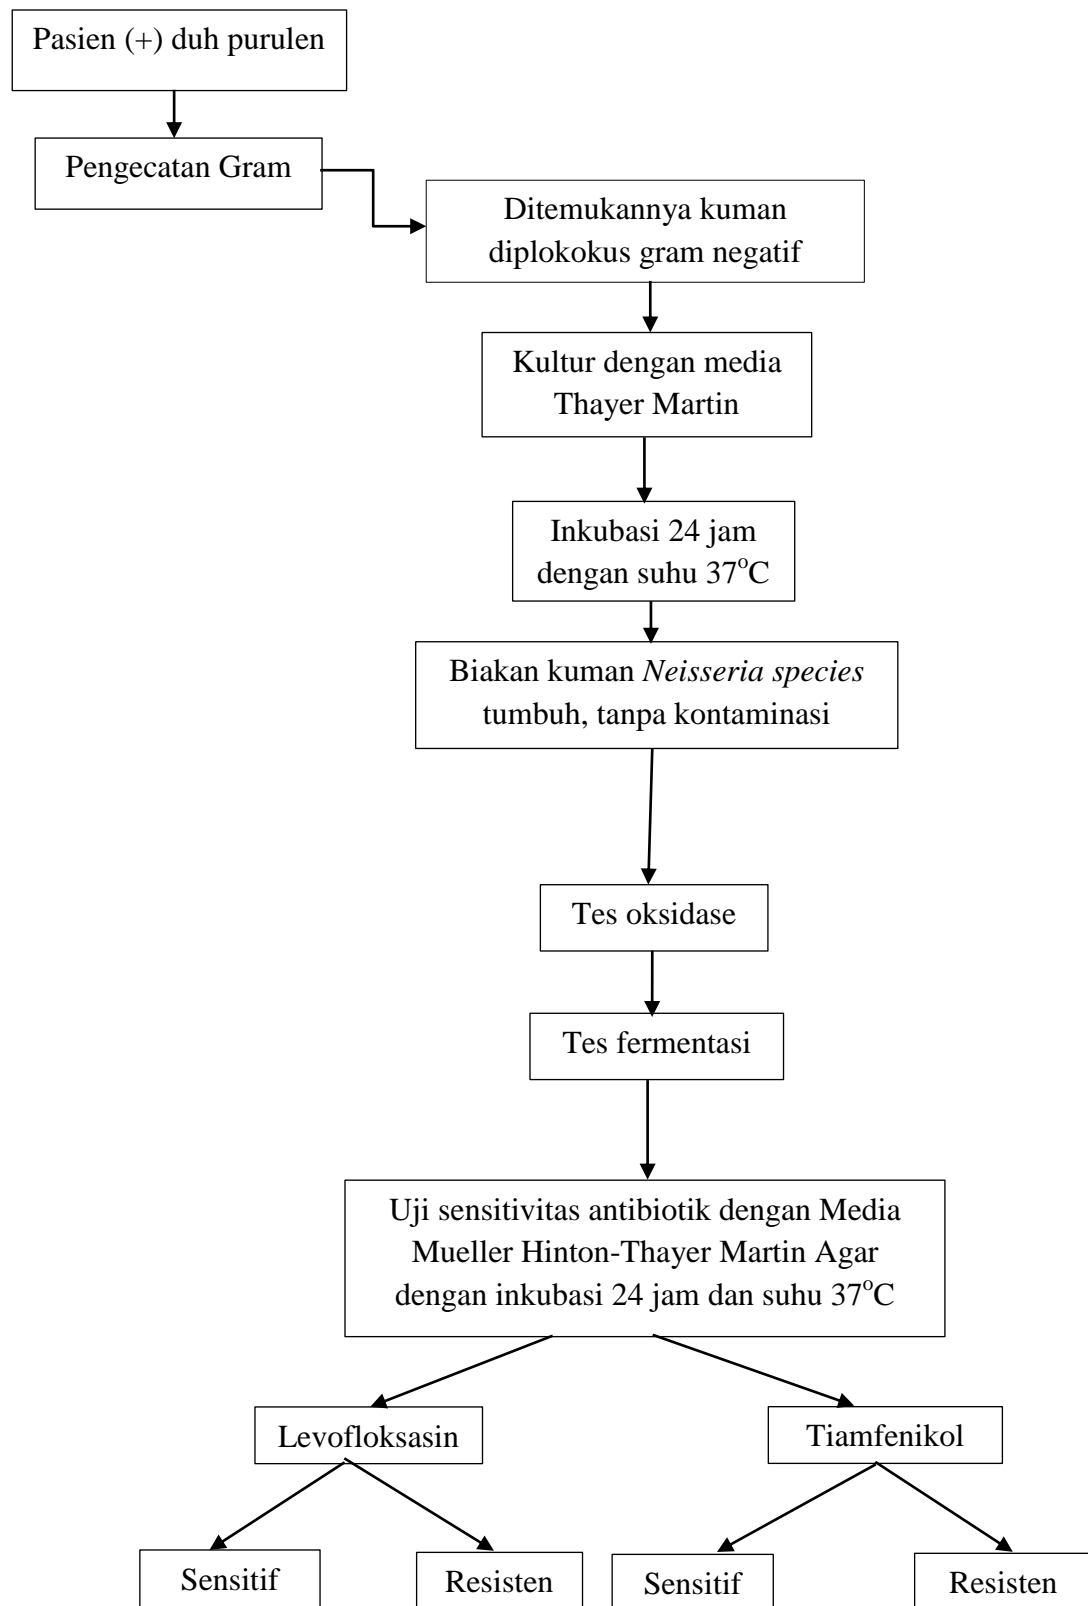 Pasien (+) duh purulen
Pengecatan Gram
Ditemukannya kuman
diplokokus gram negatif
Kultur dengan media
Thayer Martin
Inkubasi 24 jam
dengan suhu 37°C
Biakan kuman Neisseria species
tumbuh, tanpa kontaminasi
Tes oksidase
Tes fermentasi
Uji sensitivitas antibiotik dengan Media
Mueller Hinton-Thayer Martin Agar
dengan inkubasi 24 jam dan suhu 37°C
Levofloksasin
Tiamfenikol
Sensitif
Resisten
Sensitif
Resisten